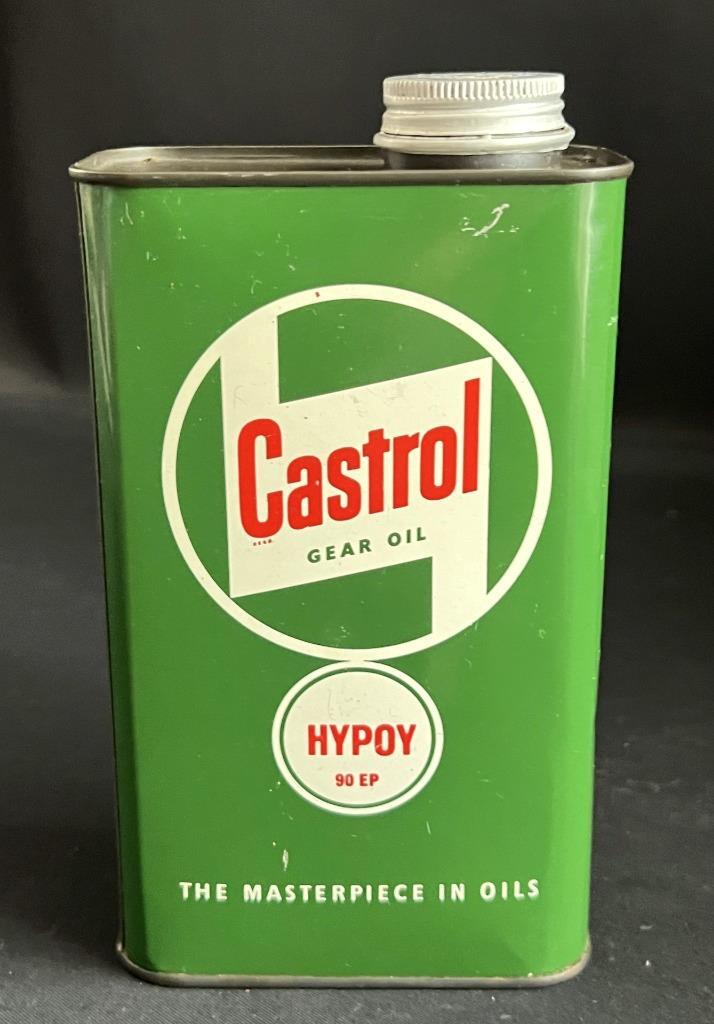 Castrol
GEAR OIL
HYPOY
90 EP
THE MASTERPIECE IN OILS